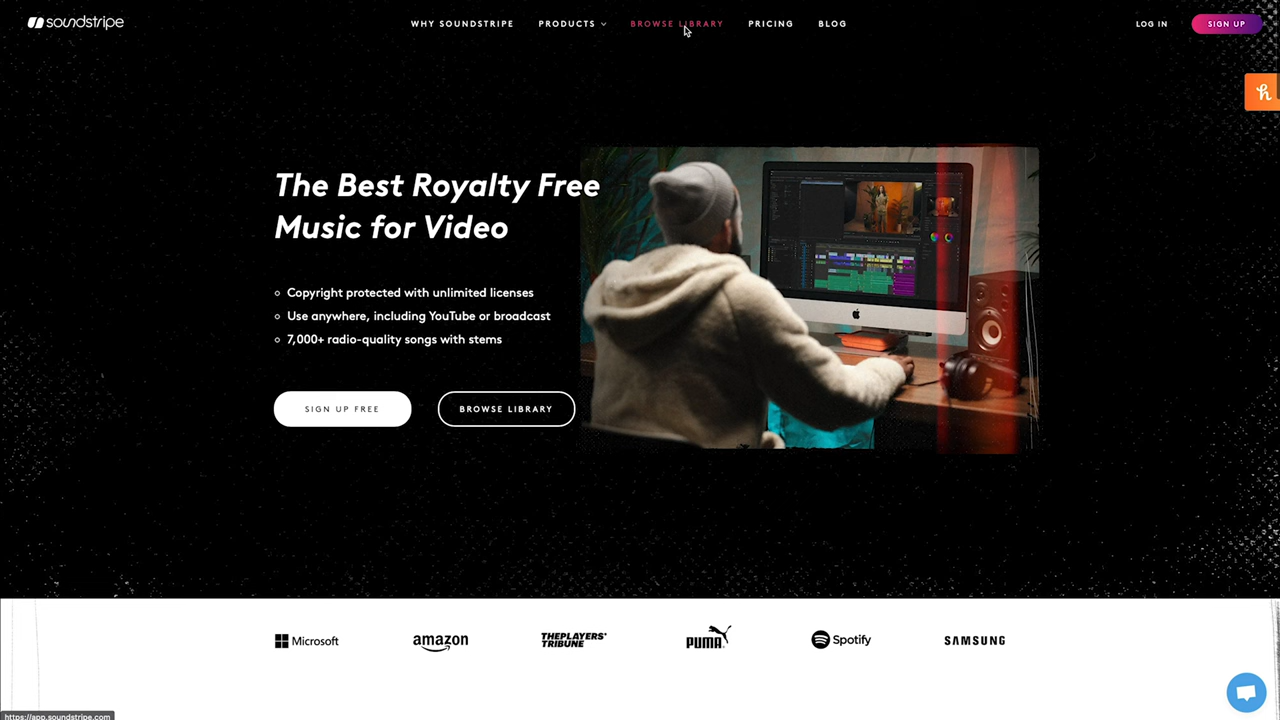 soundstripe
WHY SOUNDSTRIPE
PRODUCTS
BROWSE LIBRARY
PRICING
BLOG
LOG IN
SIGN UP
h
The Best Royalty Free
Music for Video
Copyright protected with unlimited licenses
Use anywhere, including YouTube or broadcast
7,000+ radio-quality songs with stems
SIGN UP FREE
BROWSE LIBRARY
Microsoft
amazon
THEPLAYERS'
TRIBUNE
PUMA
Spotify
SAMSUNG
https://app.soundstripe.com